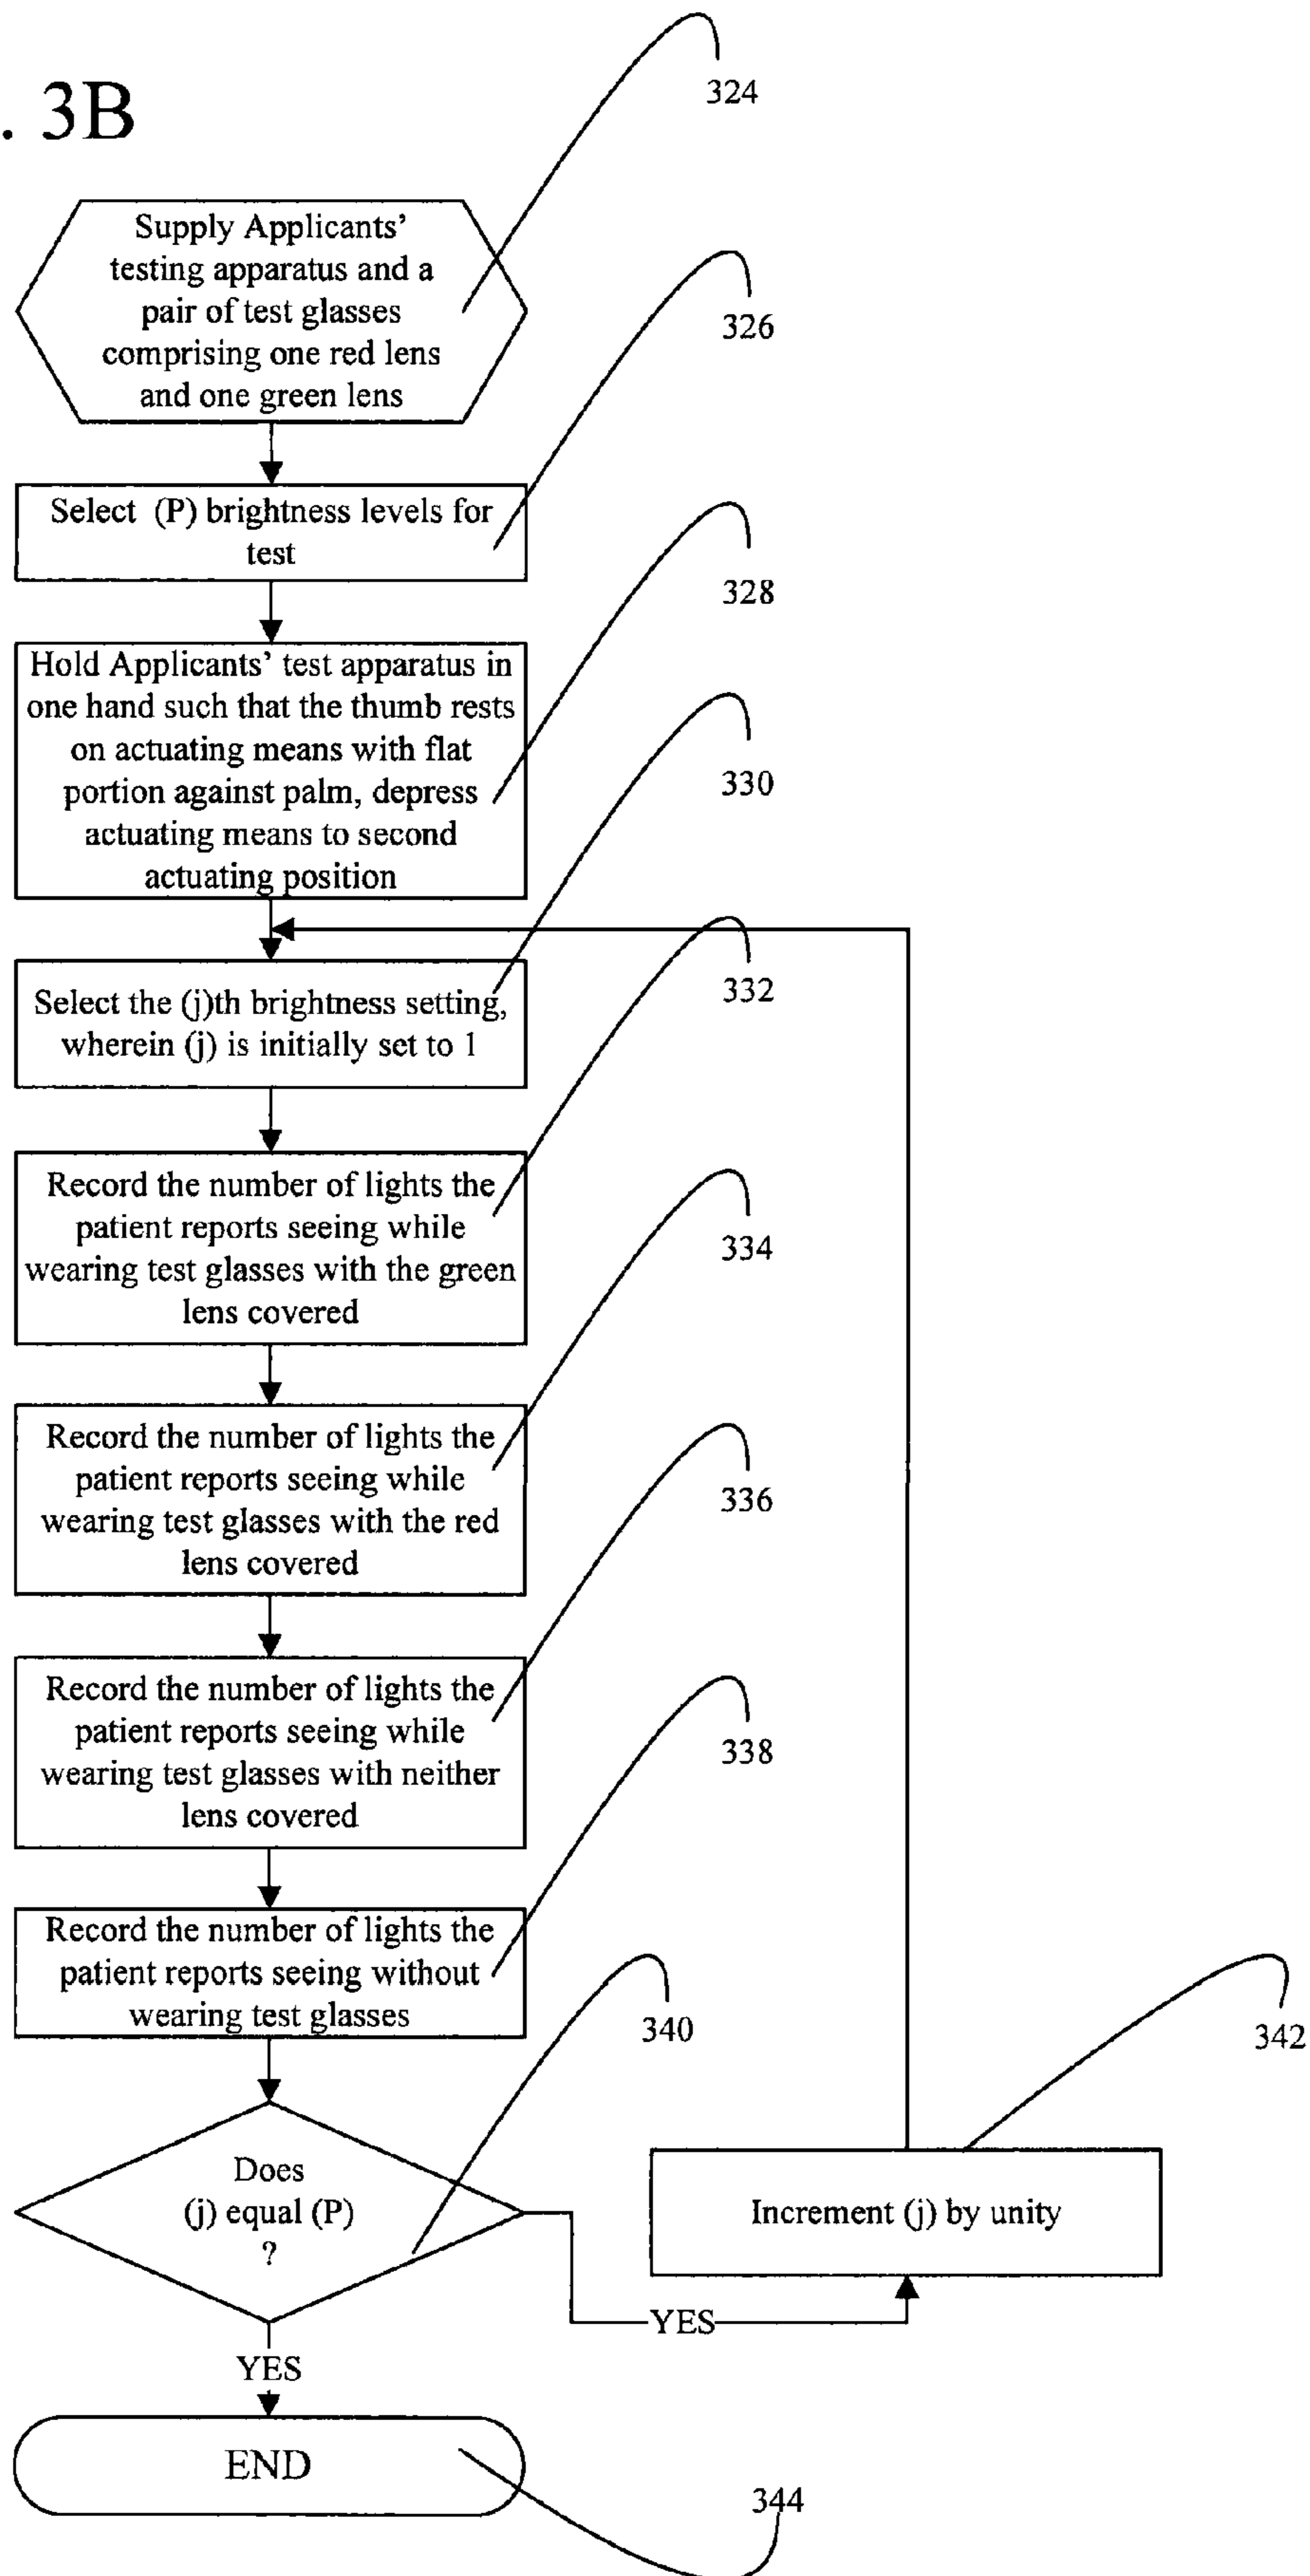 . 3B
324
Supply Applicants'
testing apparatus and a
pair of test glasses
comprising one red lens
and one green lens
326
Select (P) brightness levels for
test
328
Hold Applicants' test apparatus in
one hand such that the thumb rests
on actuating means with flat
portion against palm, depress
actuating means to second
actuating position
330
Select the (j)th brightness setting,
wherein (j) is initially set to 1
332
Record the number of lights the
patient reports seeing while
wearing test glasses with the green
lens covered
334
Record the number of lights the
patient reports seeing while
wearing test glasses with the red
lens covered
336
Record the number of lights the
patient reports seeing while
wearing test glasses with neither
lens covered
338
Record the number of lights the
patient reports seeing without
wearing test glasses
340
342
Does
(j) equal (P)
?
Increment (j) by unity
YES
YES
END
344